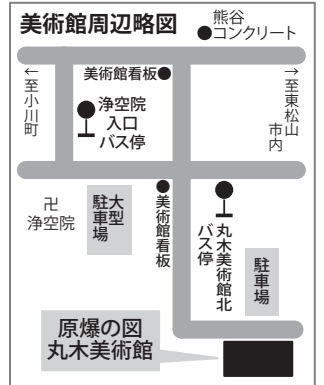 美術館周辺略図
熊谷
●コンクリート
美術館看板●
←至小川町
→至東松山
市内
浄空院
入口
バス停
卍
浄空院
大型
駐車場
●美術館看板
丸木美術館北
バス停
駐車場
原爆の図
丸木美術館